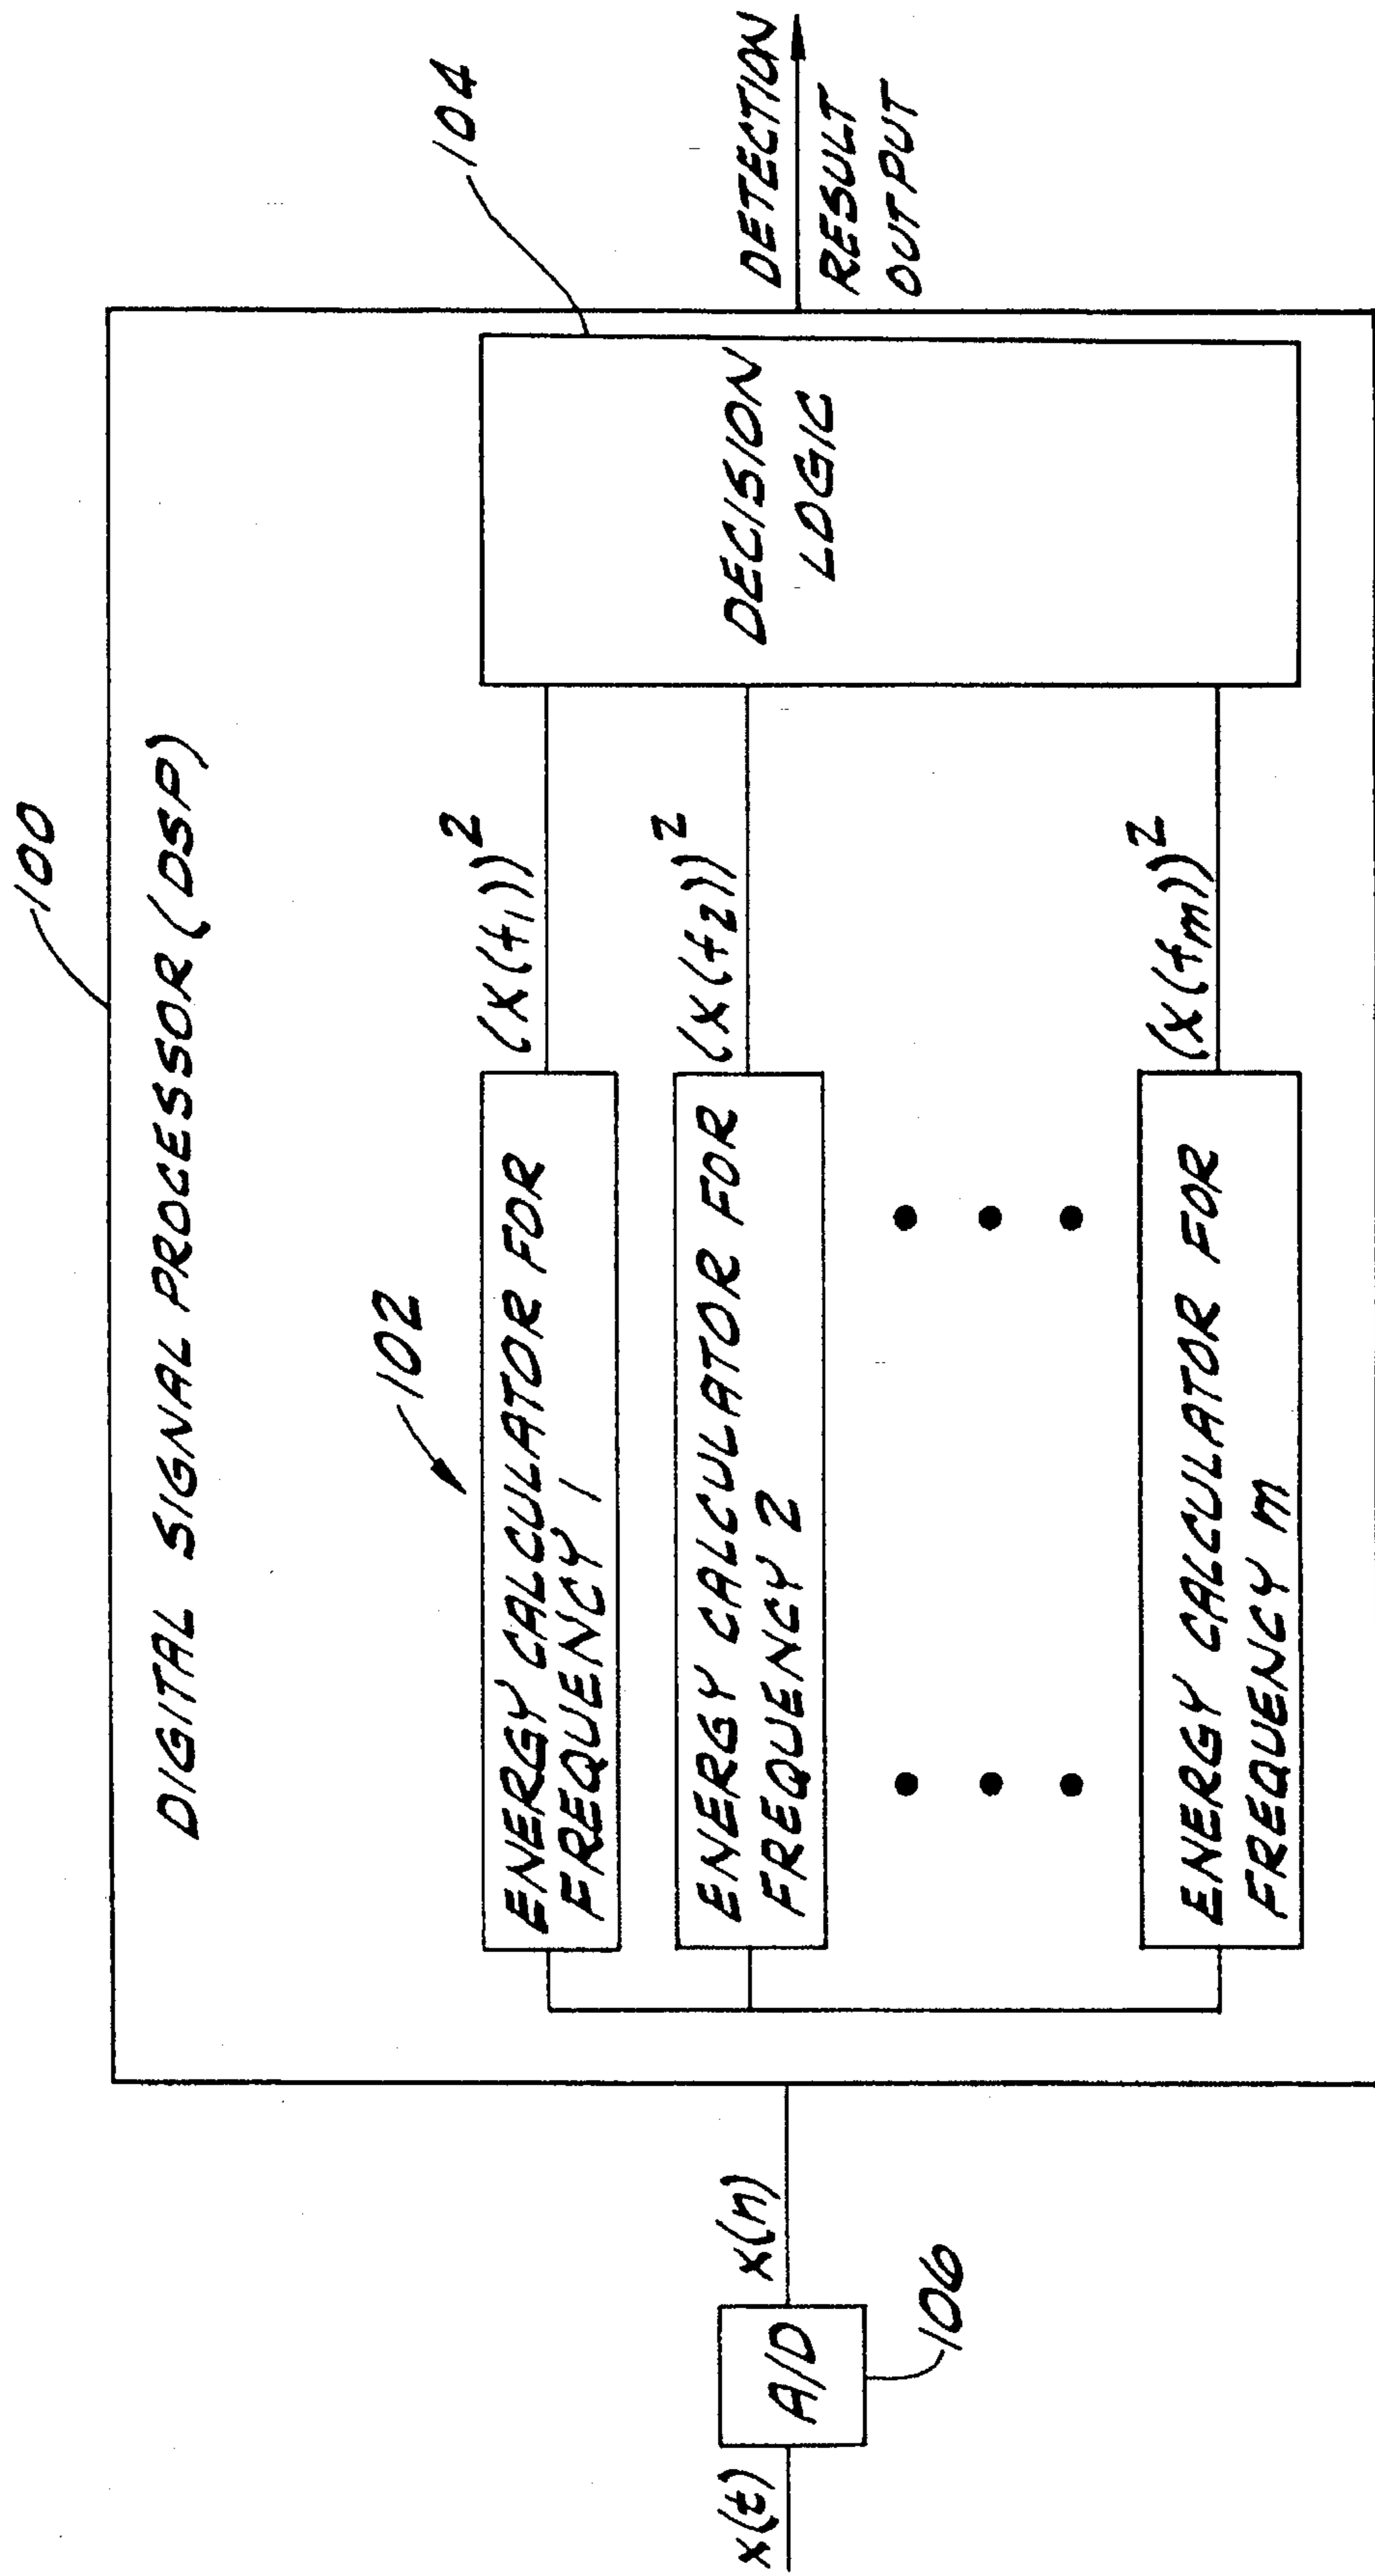 100
DIGITAL SIGNAL PROCESSOR (DSP)
102
104
ENERGY CALCULATOR FOR
FREQUENCY 1
(X(f1))2
ENERGY CALCULATOR FOR
FREQUENCY 2
(X(f2))2
ENERGY CALCULATOR FOR
FREQUENCY m
(X(fm))2
DECISION
LOGIC
DETECTION
RESULT
OUTPUT
x(t)
A/D
x(n)
106